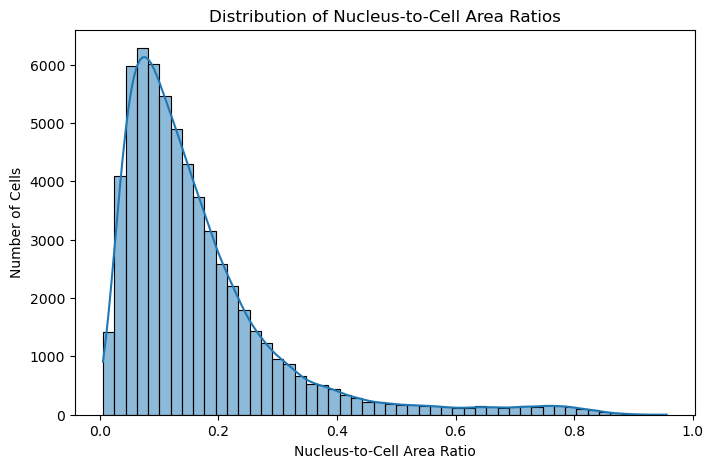 Distribution of Nucleus-to-Cell Area Ratios
Number of Cells
6000
5000
4000
3000
2000
1000
0
0.0 0.2 0.4 0.6 0.8 1.0
Nucleus-to-Cell Area Ratio